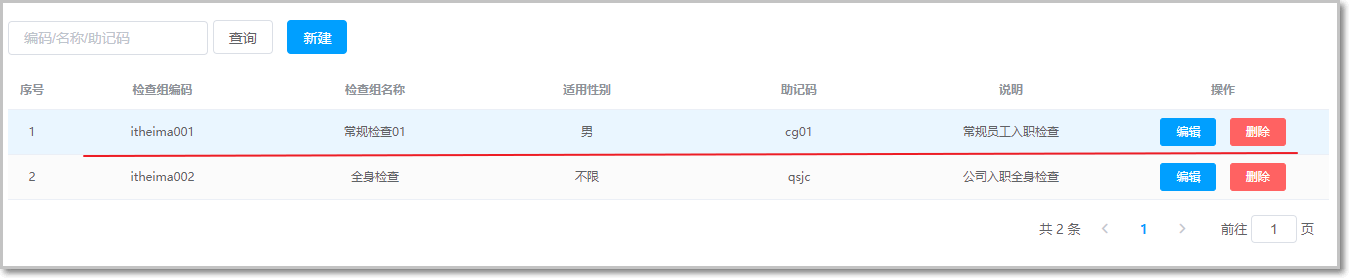 编码/名称/助记码 查询 新建
序号 检查组编码 检查组名称 适用性别 助记码 说明 操作
1 itheima001 常规检查01 男 cg01 常规员工入职检查 编辑 删除
2 itheima002 全身检查 不限 qsjc 公司入职全身检查 编辑 删除
共 2 条 1 前往 1 页